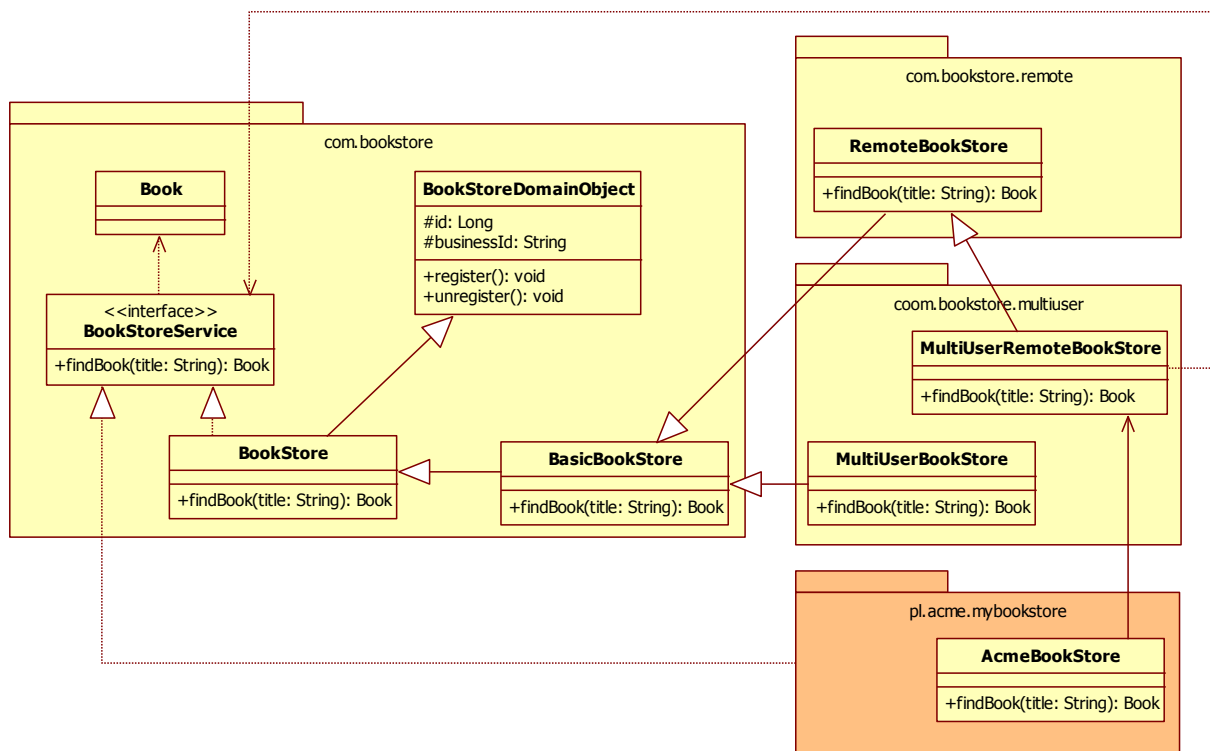 com.bookstore
Book
BookStoreDomainObject
#id: Long
#businessId: String
+register(): void
+unregister(): void
<<interface>>
BookStoreService
+findBook(title: String): Book
BookStore
+findBook(title: String): Book
BasicBookStore
+findBook(title: String): Book
com.bookstore.remote
RemoteBookStore
+findBook(title: String): Book
coom.bookstore.multiuser
MultiUserRemoteBookStore
+findBook(title: String): Book
MultiUserBookStore
+findBook(title: String): Book
pl.acme.mybookstore
AcmeBookStore
+findBook(title: String): Book